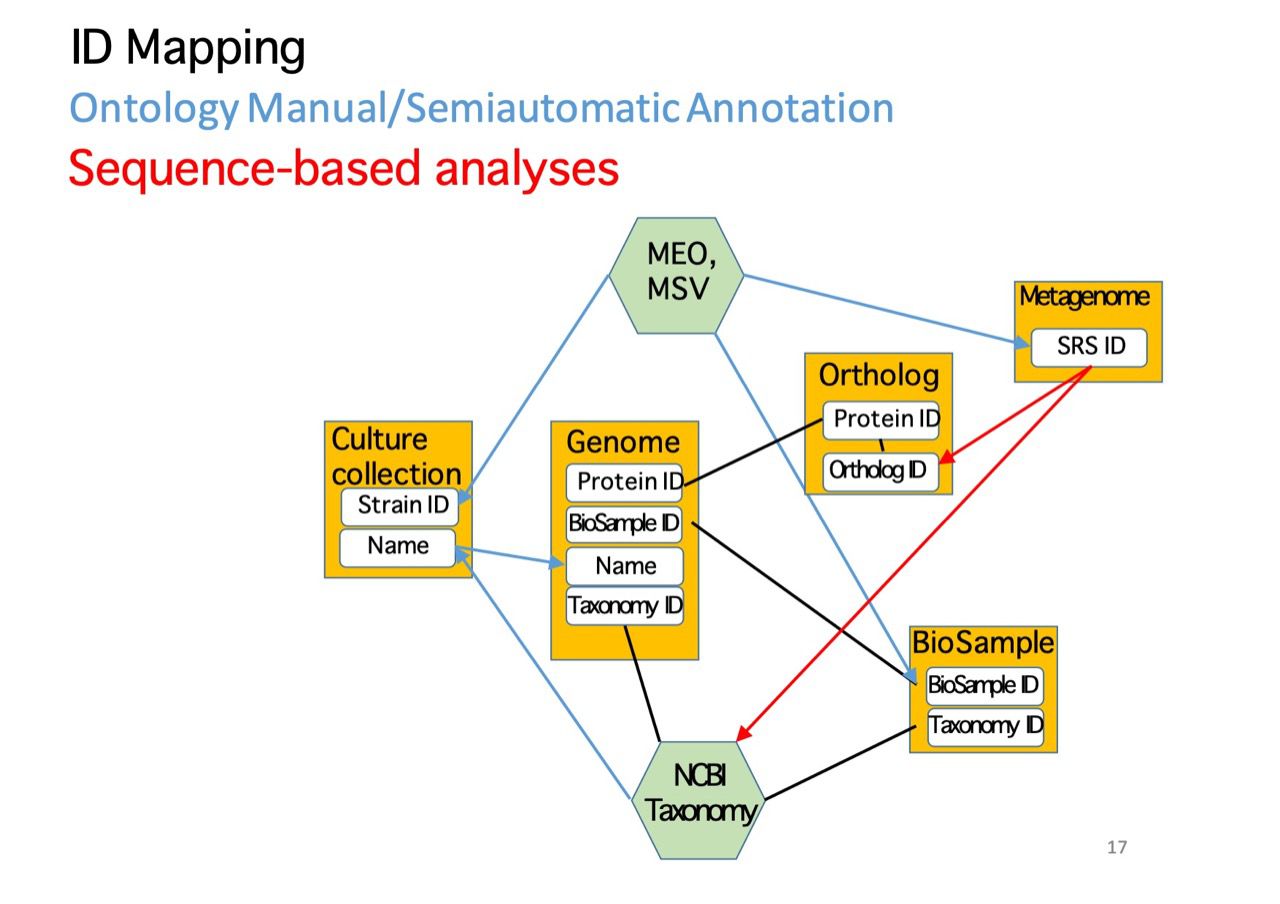 ID Mapping
Ontology Manual/Semiautomatic Annotation
Sequence-based analyses
MEO,
MSV
Metagenome
SRS ID
Ortholog
Protein ID
Ortholog ID
Culture
collection
Strain ID
Name
Genome
Protein ID
BioSample ID
Name
Taxonomy ID
BioSample
BioSample ID
Taxonomy ID
NCBI
Taxonomy
17